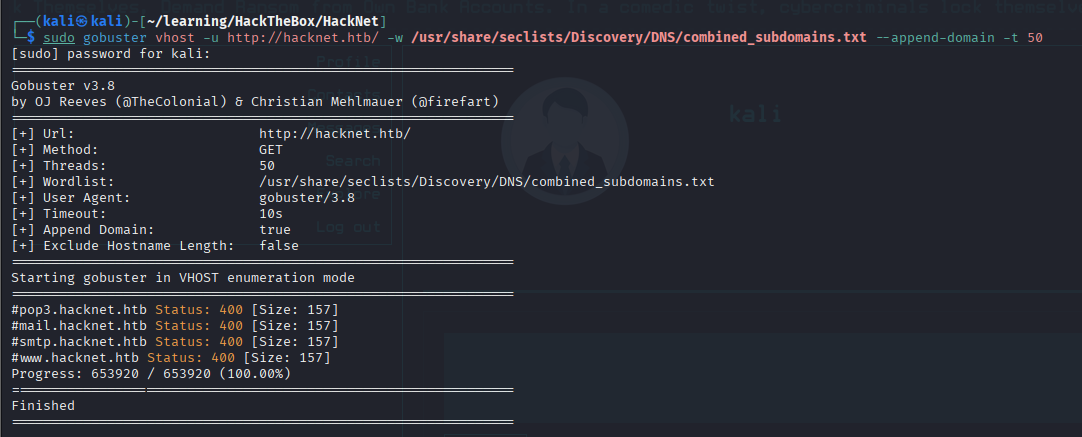 k Themselves, Demand Ransom from Own Bank Accounts: In a comedic twist, cybercriminals look themselve
┌──(kali㉿kali)-[~/learning/HackTheBox/HackNet]
└─$ sudo gobuster vhost -u http://hacknet.htb/ -w /usr/share/seclists/Discovery/DNS/combined_subdomains.txt --append-domain -t 50
[sudo] password for kali:
Profile
===============================================================
Gobuster v3.8
by OJ Reeves (@TheColonial) & Christian Mehlmauer (@firefart)
Contacts
kali
===============================================================
[+] Url: http://hacknet.htb/
[+] Method: GET
[+] Threads: 50
Search
[+] Wordlist: /usr/share/seclists/Discovery/DNS/combined_subdomains.txt
[+] User Agent: gobuster/3.8
[+] Timeout: 10s
[+] Append Domain: true
Log out
[+] Exclude Hostname Length: false
===============================================================
Starting gobuster in VHOST enumeration mode
===============================================================
#pop3.hacknet.htb Status: 400 [Size: 157]
#mail.hacknet.htb Status: 400 [Size: 157]
#smtp.hacknet.htb Status: 400 [Size: 157]
#www.hacknet.htb Status: 400 [Size: 157]
Progress: 653920 / 653920 (100.00%)
===============================================================
Finished
===============================================================